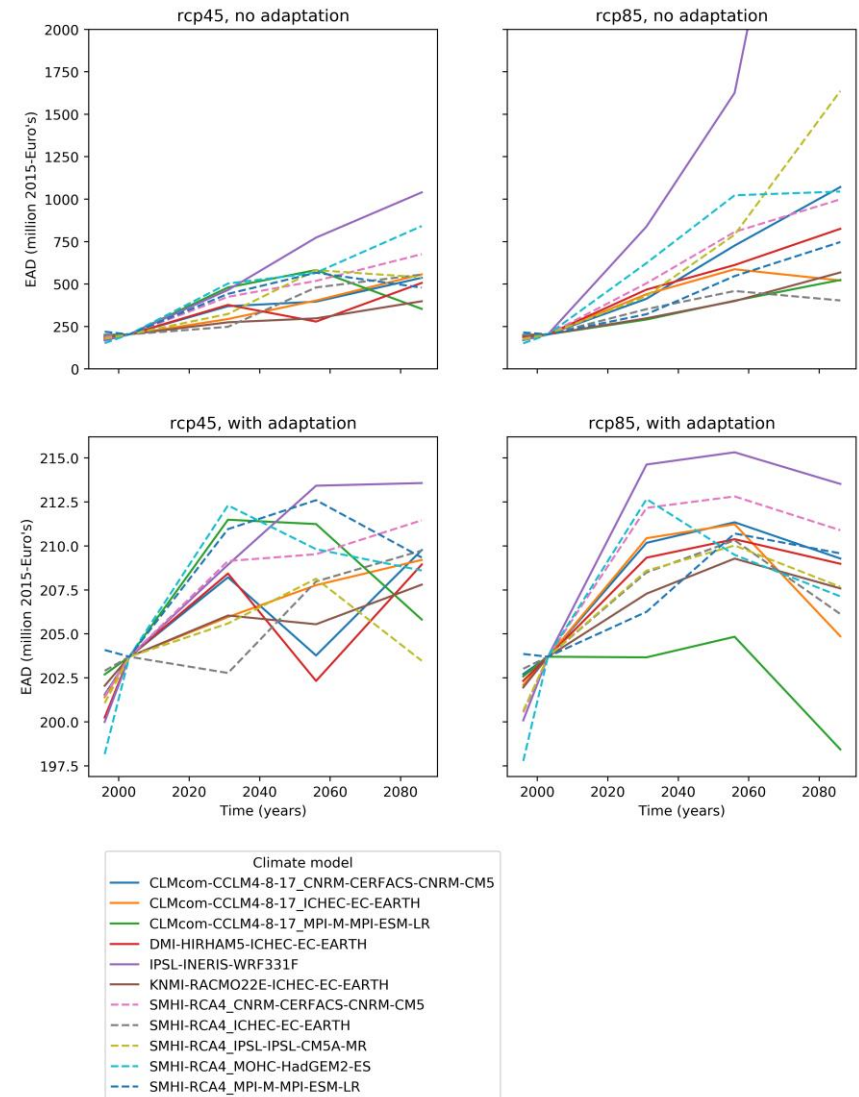 rcp45, no adaptation
rcp85, no adaptation
EAD (million 2015-Euro's)
2000
1750
1500
1250
1000
750
500
250
0
rcp45, with adaptation
rcp85, with adaptation
EAD (million 2015-Euro's)
215.0
212.5
210.0
207.5
205.0
202.5
200.0
197.5
2000 2020 2040 2060 2080
2000 2020 2040 2060 2080
Time (years)
Time (years)
Climate model
CLMcom-CCLM4-8-17_CNRM-CERFACS-CNRM-CM5
CLMcom-CCLM4-8-17_ICHEC-EC-EARTH
CLMcom-CCLM4-8-17_MPI-M-MPI-ESM-LR
DMI-HIRHAM5-ICHEC-EC-EARTH
IPSL-INERIS-WRF331F
KNMI-RACMO22E-ICHEC-EC-EARTH
SMHI-RCA4_CNRM-CERFACS-CNRM-CM5
SMHI-RCA4_ICHEC-EC-EARTH
SMHI-RCA4_IPSL-IPSL-CM5A-MR
SMHI-RCA4_MOHC-HadGEM2-ES
SMHI-RCA4_MPI-M-MPI-ESM-LR